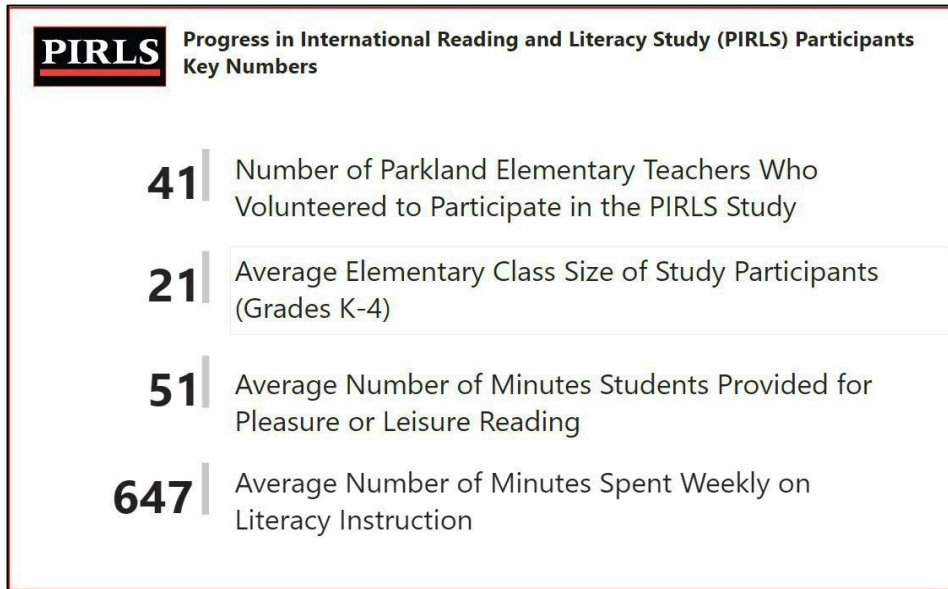 PIRLS
Progress in International Reading and Literacy Study (PIRLS) Participants
Key Numbers
41
Number of Parkland Elementary Teachers Who
Volunteered to Participate in the PIRLS Study
21
Average Elementary Class Size of Study Participants
(Grades K-4)
51
Average Number of Minutes Students Provided for
Pleasure or Leisure Reading
647
Average Number of Minutes Spent Weekly on
Literacy Instruction